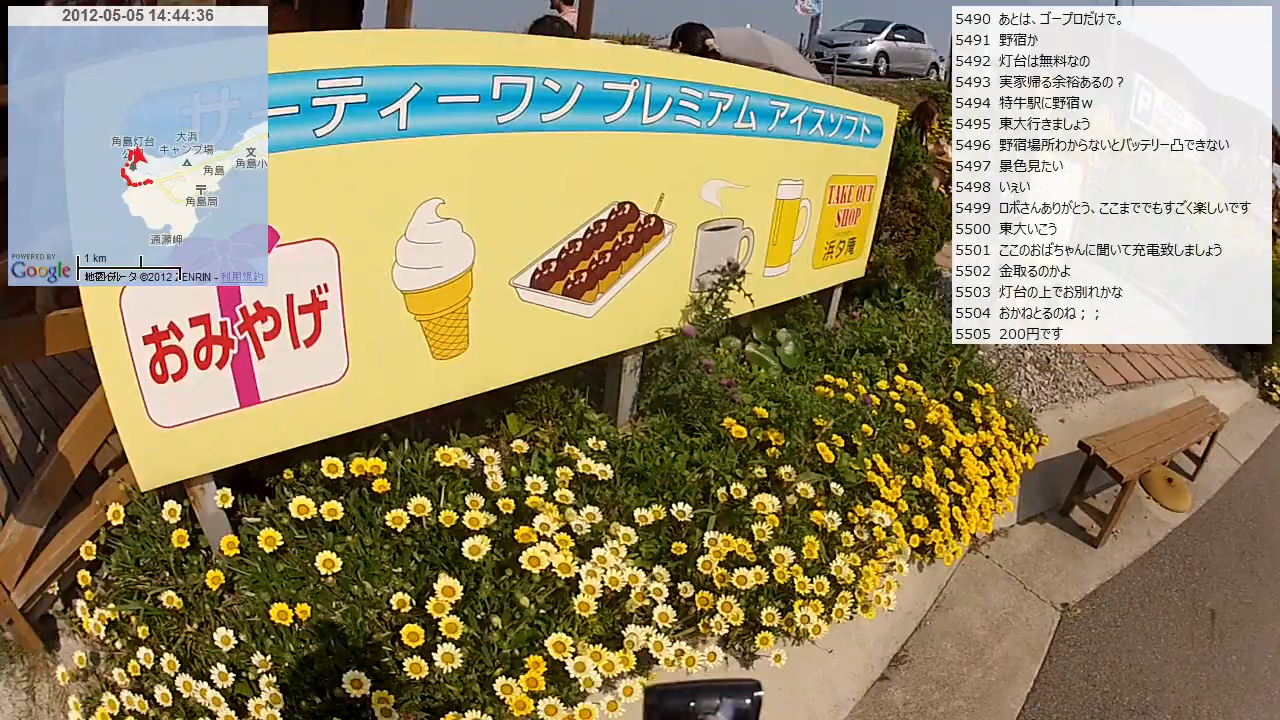 2012-05-05 14:44:36
角島灯台
公
大浜
キャンプ場
文
角島小
角島
角島局
通瀬岬
POWERED BY
Google
1 km
©2012 ZENRIN - 利用規約
サーティーワン プレミアム アイスソフト
おみやげ
TAKE OUT
SHOP
浜夕庵
P
5490 あとは、ゴープロだけで。
5491 野宿か
5492 灯台は無料なの
5493 実家帰る余裕あるの？
5494 特牛駅に野宿ｗ
5495 東大行きましょう
5496 野宿場所わからないとバッテリー凸できない
5497 景色見たい
5498 いぇい
5499 ロボさんありがとう、ここまででもすごく楽しいです
5500 東大いこう
5501 ここのおばちゃんに聞いて充電致しましょう
5502 金取るのかよ
5503 灯台の上でお別れかな
5504 おかねとるのね；；
5505 200円です